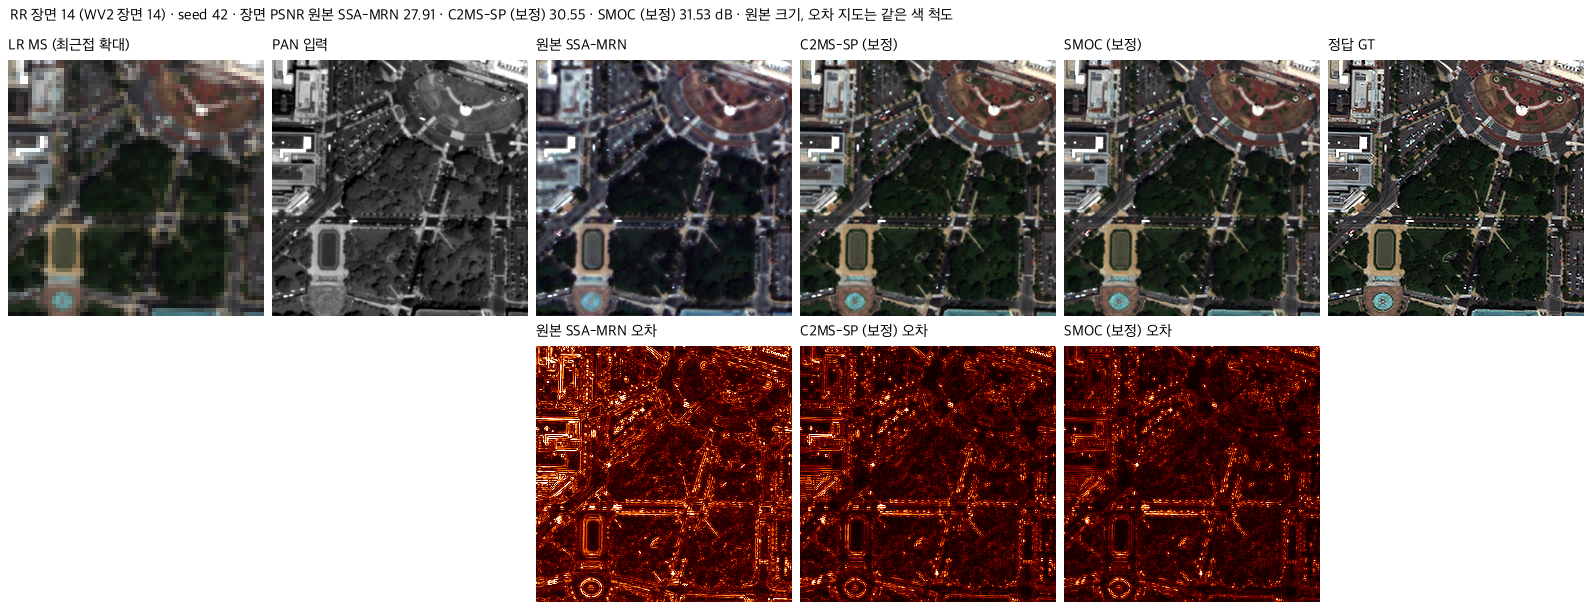 RR 장면 14 (WV2 장면 14) · seed 42 · 장면 PSNR 원본 SSA-MRN 27.91 · C2MS-SP (보정) 30.55 · SMOC (보정) 31.53 dB · 원본 크기, 오차 지도는 같은 색 척도
LR MS (최근접 확대)
PAN 입력
원본 SSA-MRN
C2MS-SP (보정)
SMOC (보정)
정답 GT
원본 SSA-MRN 오차
C2MS-SP (보정) 오차
SMOC (보정) 오차